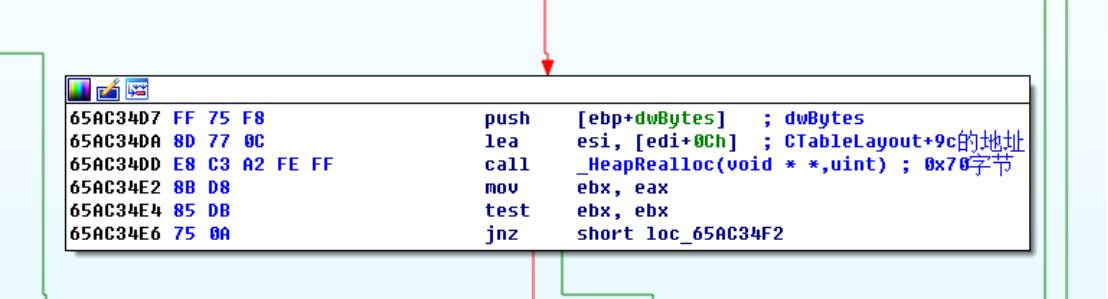 65AC34D7 FF 75 F8 push [ebp+dwBytes] ; dwBytes
65AC34DA 8D 77 0C lea esi, [edi+0Ch] ; CTableLayout+9c的地址
65AC34DD E8 C3 A2 FE FF call _HeapRealloc(void * *,uint) ; 0x70字节
65AC34E2 8B D8 mov ebx, eax
65AC34E4 85 DB test ebx, ebx
65AC34E6 75 0A jnz short loc_65AC34F2